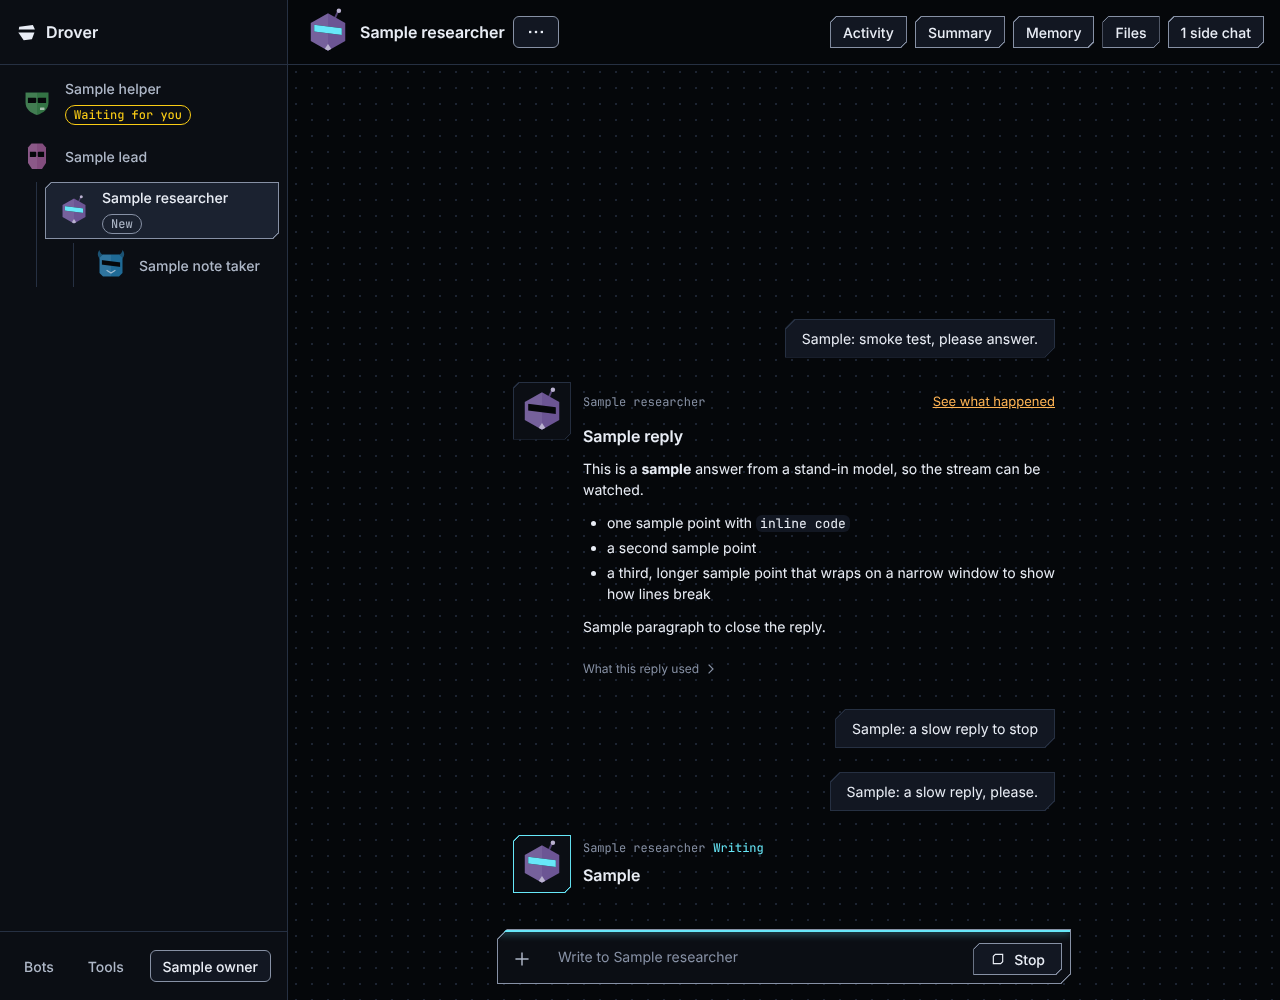 Drover
Sample helper
Waiting for you
Sample lead
Sample researcher
New
Sample note taker
Bots
Tools
Sample owner
Sample researcher
Activity
Summary
Memory
Files
1 side chat
Sample: smoke test, please answer.
Sample researcher
See what happened
Sample reply
This is a sample answer from a stand-in model, so the stream can be
watched.
one sample point with inline code
a second sample point
a third, longer sample point that wraps on a narrow window to show
how lines break
Sample paragraph to close the reply.
What this reply used
Sample: a slow reply to stop
Sample: a slow reply, please.
Sample researcher Writing
Sample
Write to Sample researcher
Stop